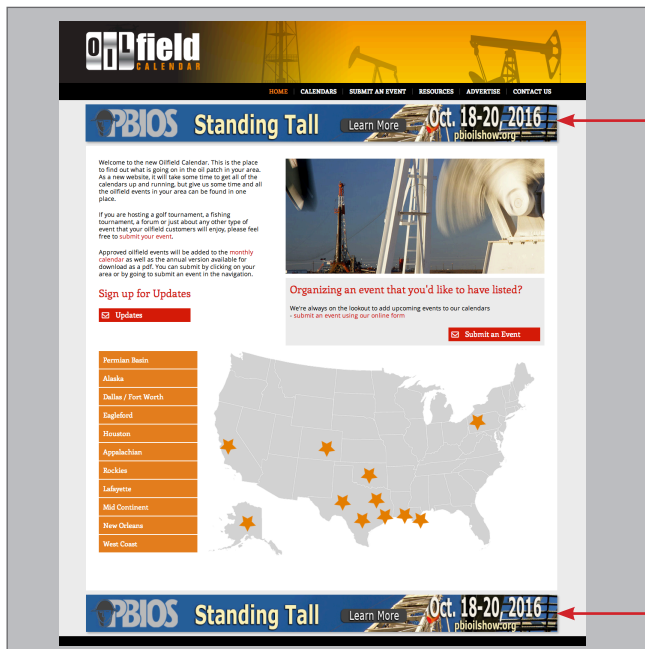 OIL field
CALENDAR
HOME | CALENDARS | SUBMIT AN EVENT | RESOURCES | ADVERTISE | CONTACT US
PBIOS Standing Tall Learn More Oct. 18-20, 2016
pbioilshow.org
Welcome to the new Oilfield Calendar. This is the place
to find out what is going on in the oil patch in your area.
As a new website, it will take some time to get all of the
calendars up and running, but give us some time and all
the oilfield events in your area can be found in one
place.
If you are hosting a golf tournament, a fishing
tournament, a forum or just about any other type of
event that your oilfield customers will enjoy, please feel
free to submit your event.
Approved oilfield events will be added to the monthly
calendar as well as the annual version available for
download as a pdf. You can submit by clicking on your
area or by going to submit an event in the navigation.
Sign up for Updates
Updates
Organizing an event that you'd like to have listed?
We're always on the lookout to add upcoming events to our calendars
- submit an event using our online form
Submit an Event
Permian Basin
Alaska
Dallas / Fort Worth
Eagleford
Houston
Appalachian
Rockies
Lafayette
Mid Continent
New Orleans
West Coast
PBIOS Standing Tall Learn More Oct. 18-20, 2016
pbioilshow.org